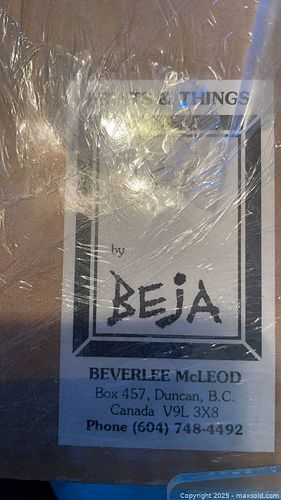 & THINGS
by
BEJA
BEVERLEE McLEOD
Box 457, Duncan, B.C.
Canada V9L 3X8
Phone (604) 748-4492
Copyright © 2025 - maxsold.com